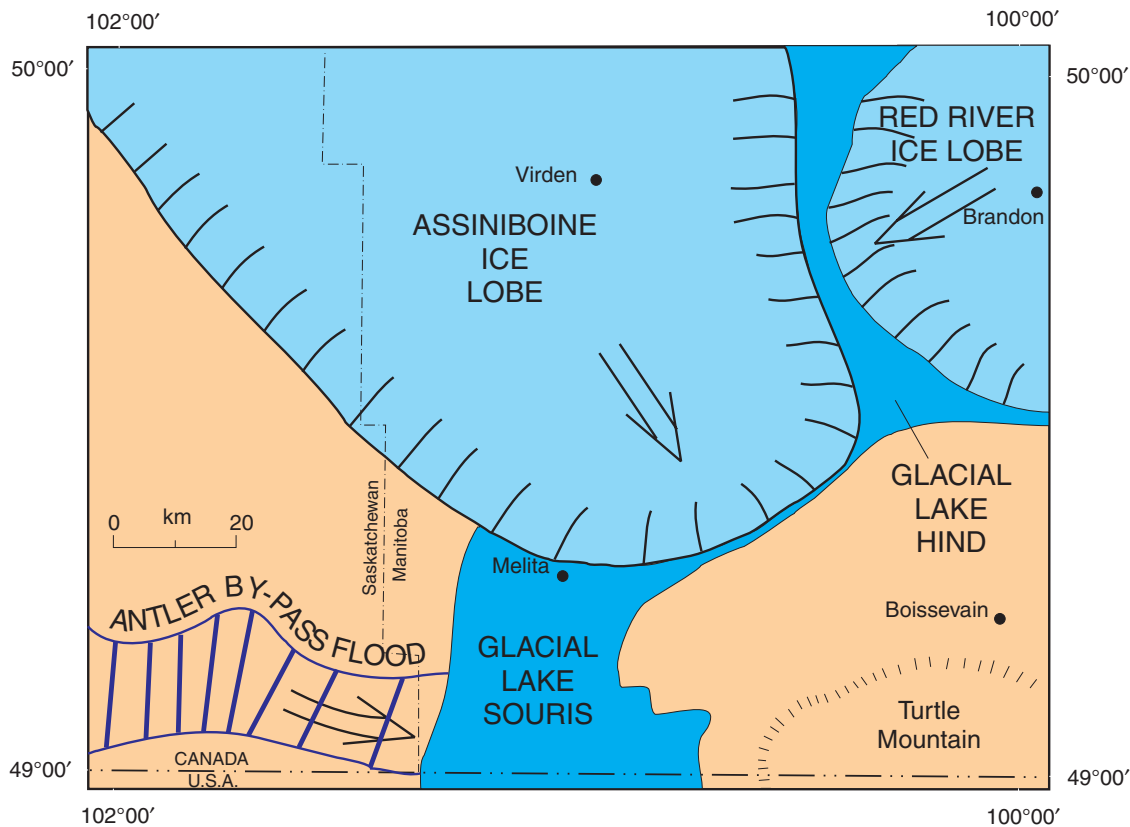 102°00′
100°00′
50°00′
50°00′
RED RIVER
ICE LOBE
Virden
Brandon
ASSINIBOINE
ICE
LOBE
GLACIAL
LAKE
HIND
0 km 20
Saskatchewan
Manitoba
Melita
ANTLER BY-PASS FLOOD
Boissevain
GLACIAL
LAKE
SOURIS
Turtle
Mountain
CANADA
U.S.A.
49°00′
49°00′
102°00′
100°00′